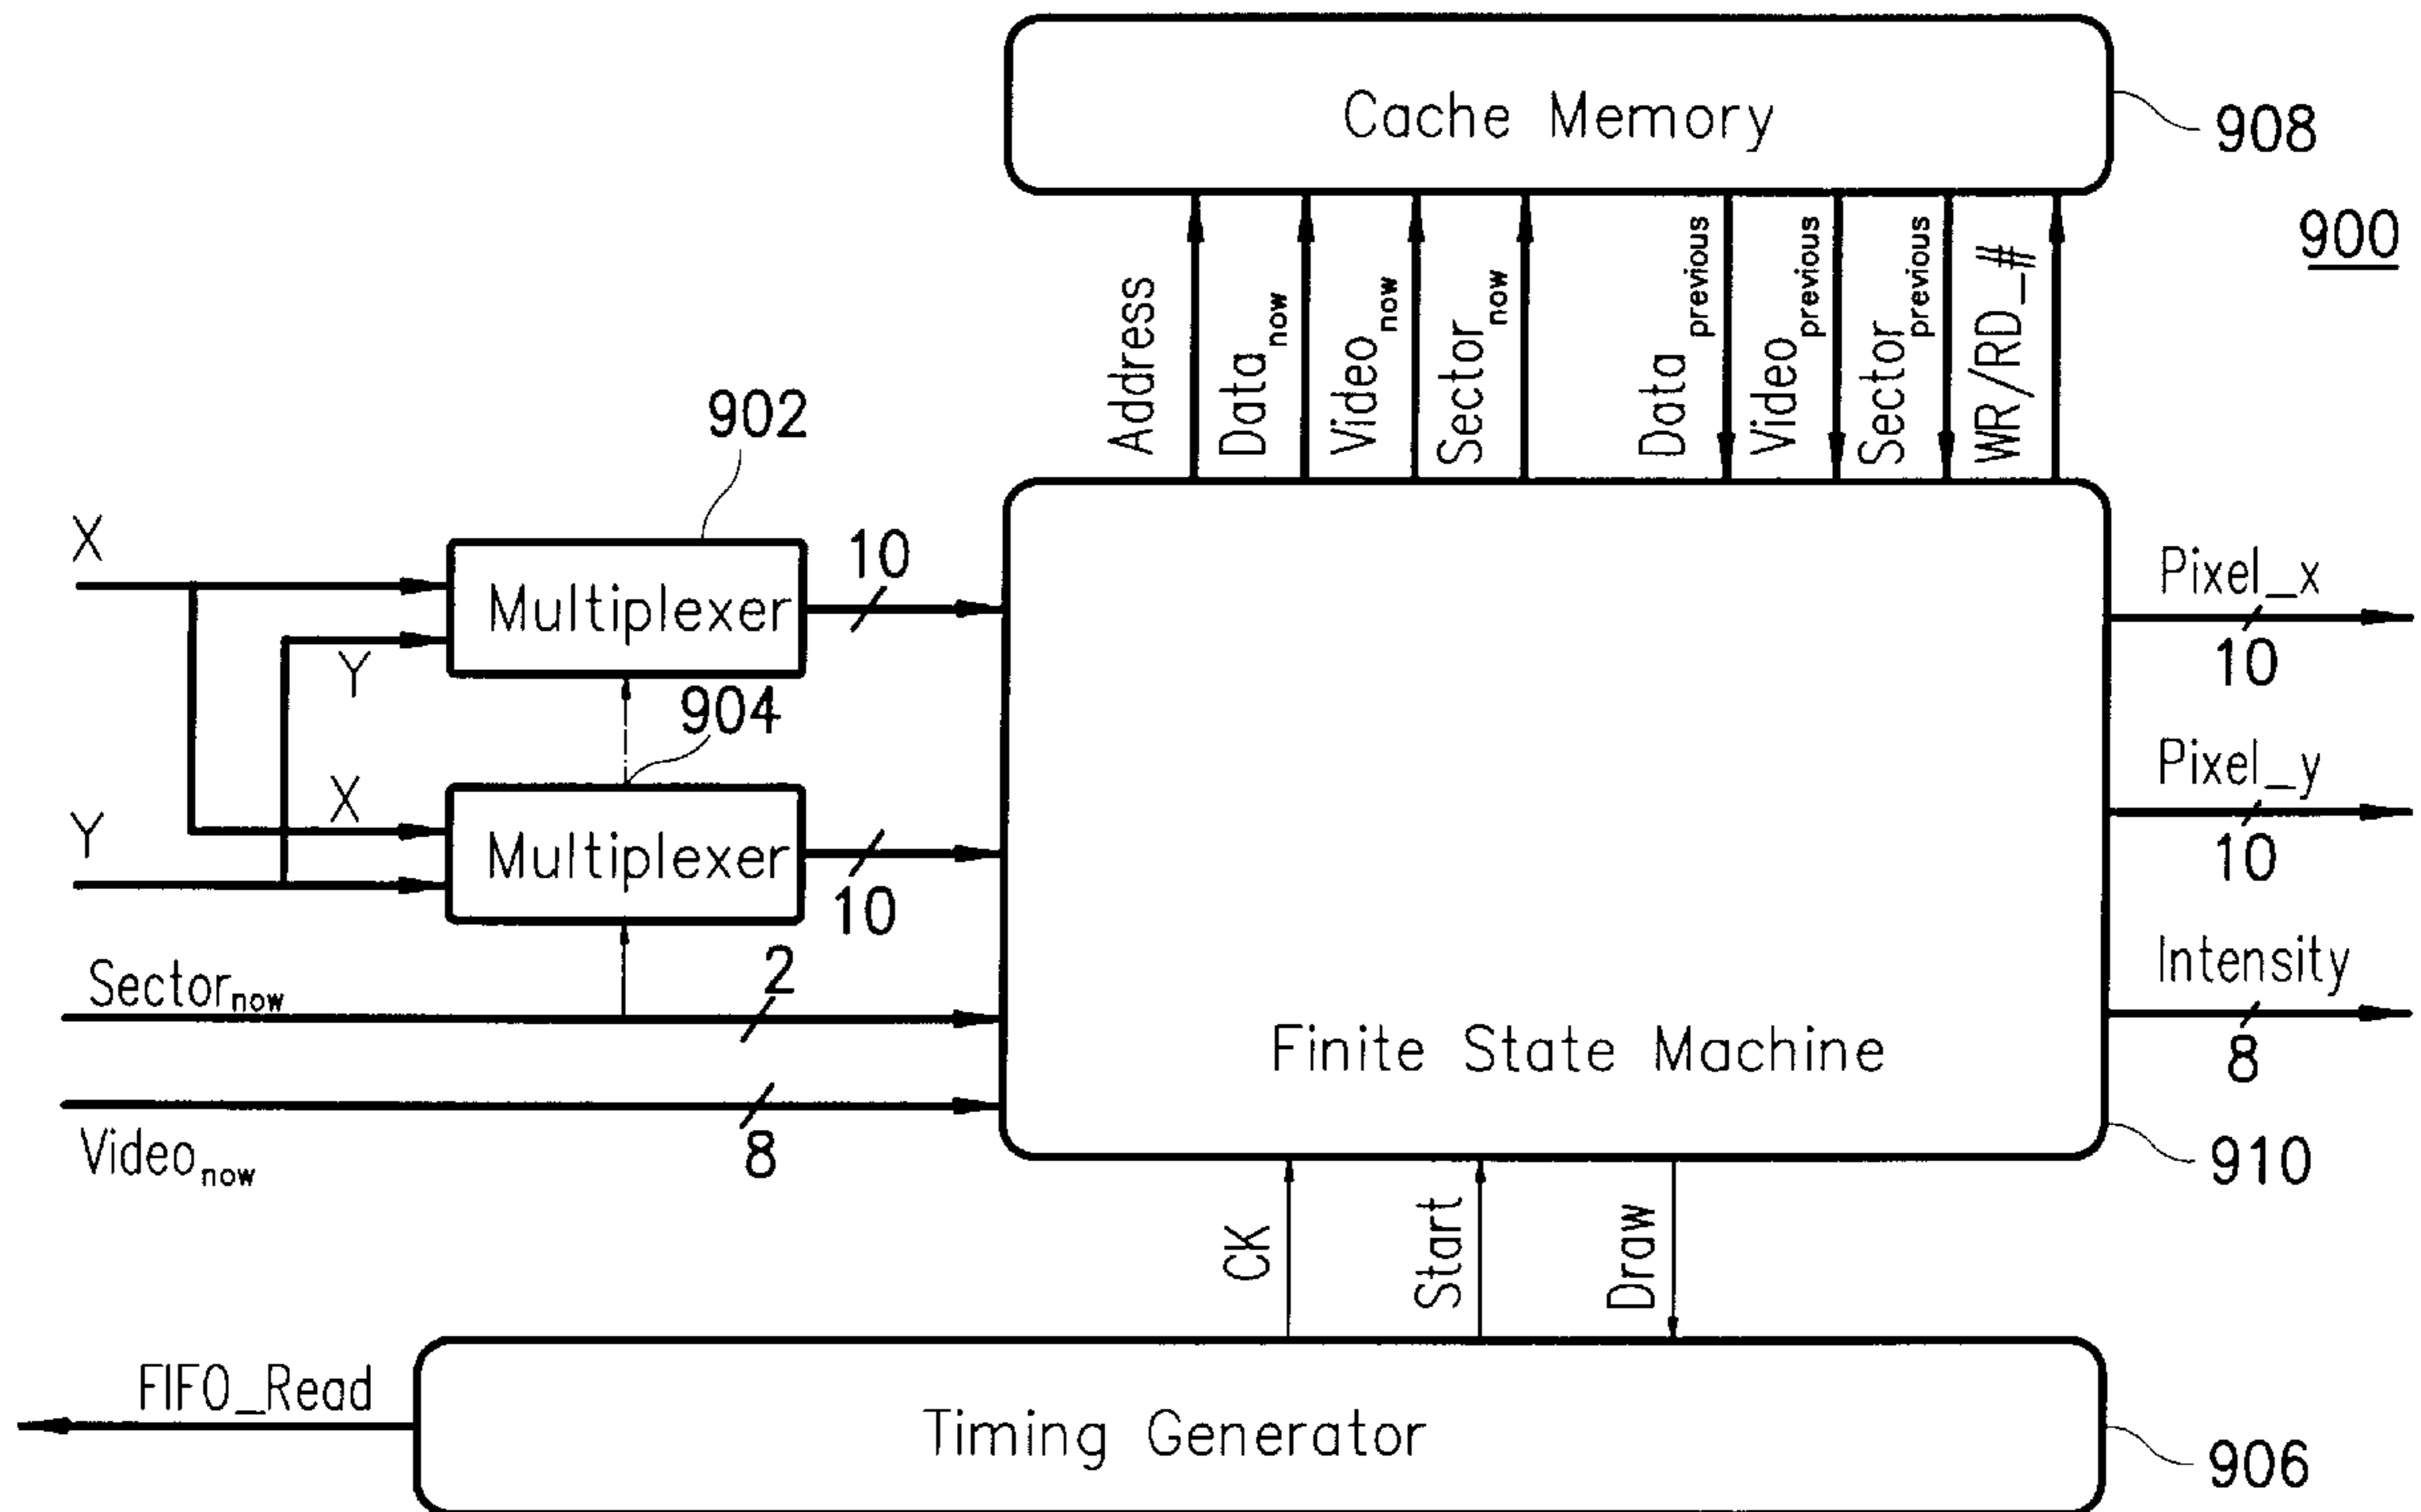 Cache Memory
908
900
Address
Data now
Video now
Sector now
Data previous
Video previous
Sector previous
WR/RD_#
902
X
Multiplexer
10
Y
Pixel_x
10
904
X
Y
Multiplexer
10
Pixel_y
10
Sector now
2
Intensity
8
Finite State Machine
Video now
8
910
CK
Start
Draw
FIFO_Read
Timing Generator
906